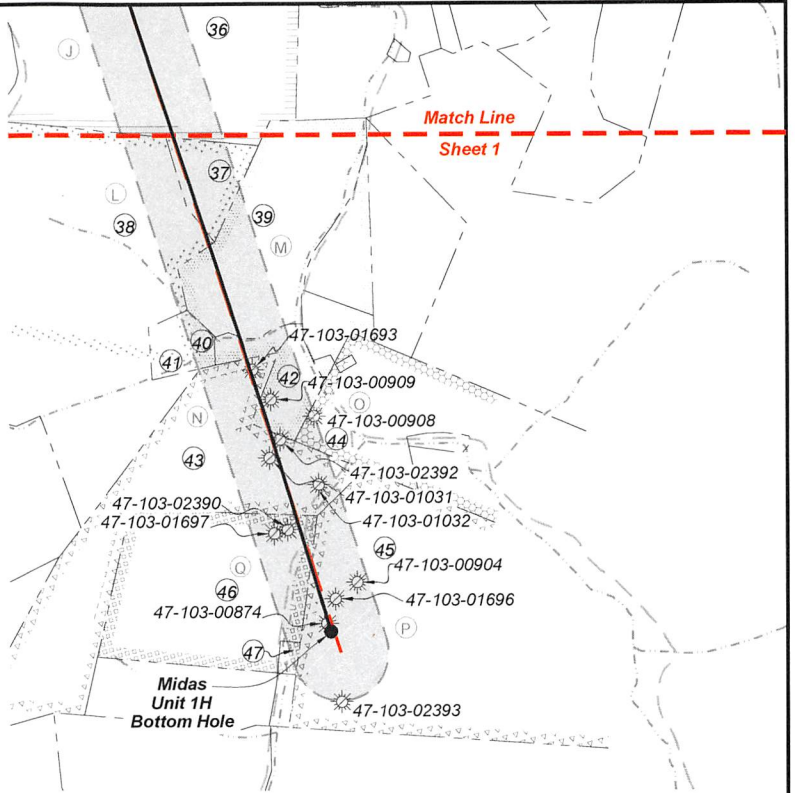 36
J
Match Line
Sheet 1
37
L
38
39
M
40
41
47-103-01693
42
47-103-00909
O
N
47-103-00908
44
43
47-103-02392
x
47-103-01031
47-103-02390
47-103-01697
47-103-01032
45
Q
47-103-00904
46
47-103-01696
47-103-00874
P
47
Midas
Unit 1H
Bottom Hole
47-103-02393